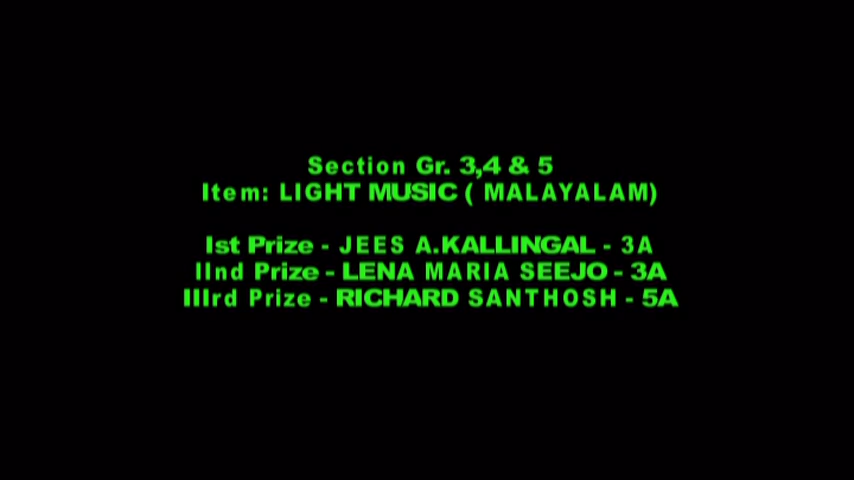 Section Gr. 3,4 & 5
Item: LIGHT MUSIC ( MALAYALAM)
Ist Prize - JEES A.KALLINGAL - 3A
IInd Prize - LENA MARIA SEEJO - 3A
IIIrd Prize - RICHARD SANTHOSH - 5A